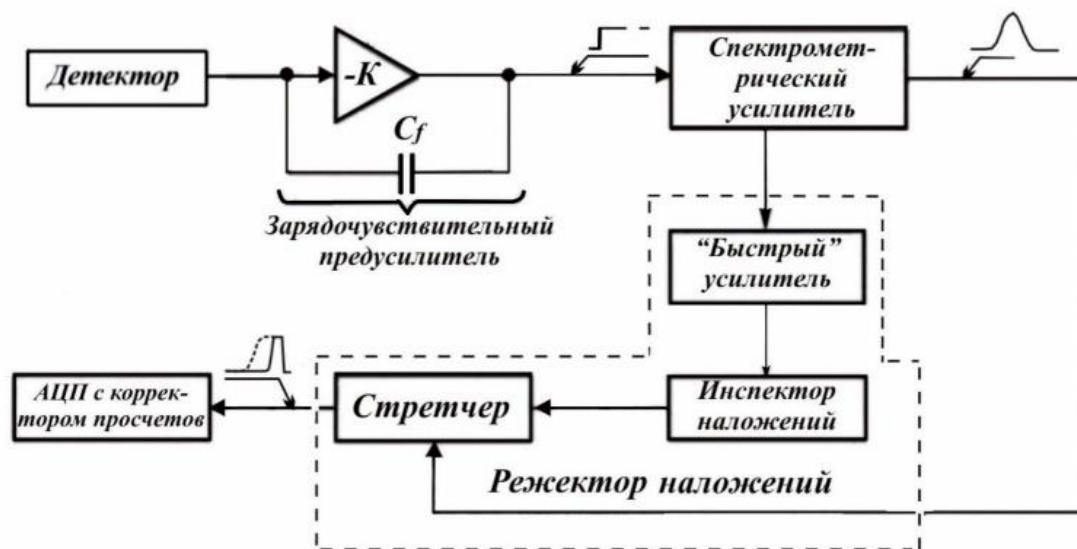 Детектор
-К
Cf
Зарядочувствительный
предусилитель
Спектромет-
рический
усилитель
“Быстрый”
усилитель
Инспектор
наложений
Стретчер
АЦП с коррек-
тором просчетов
Режектор наложений